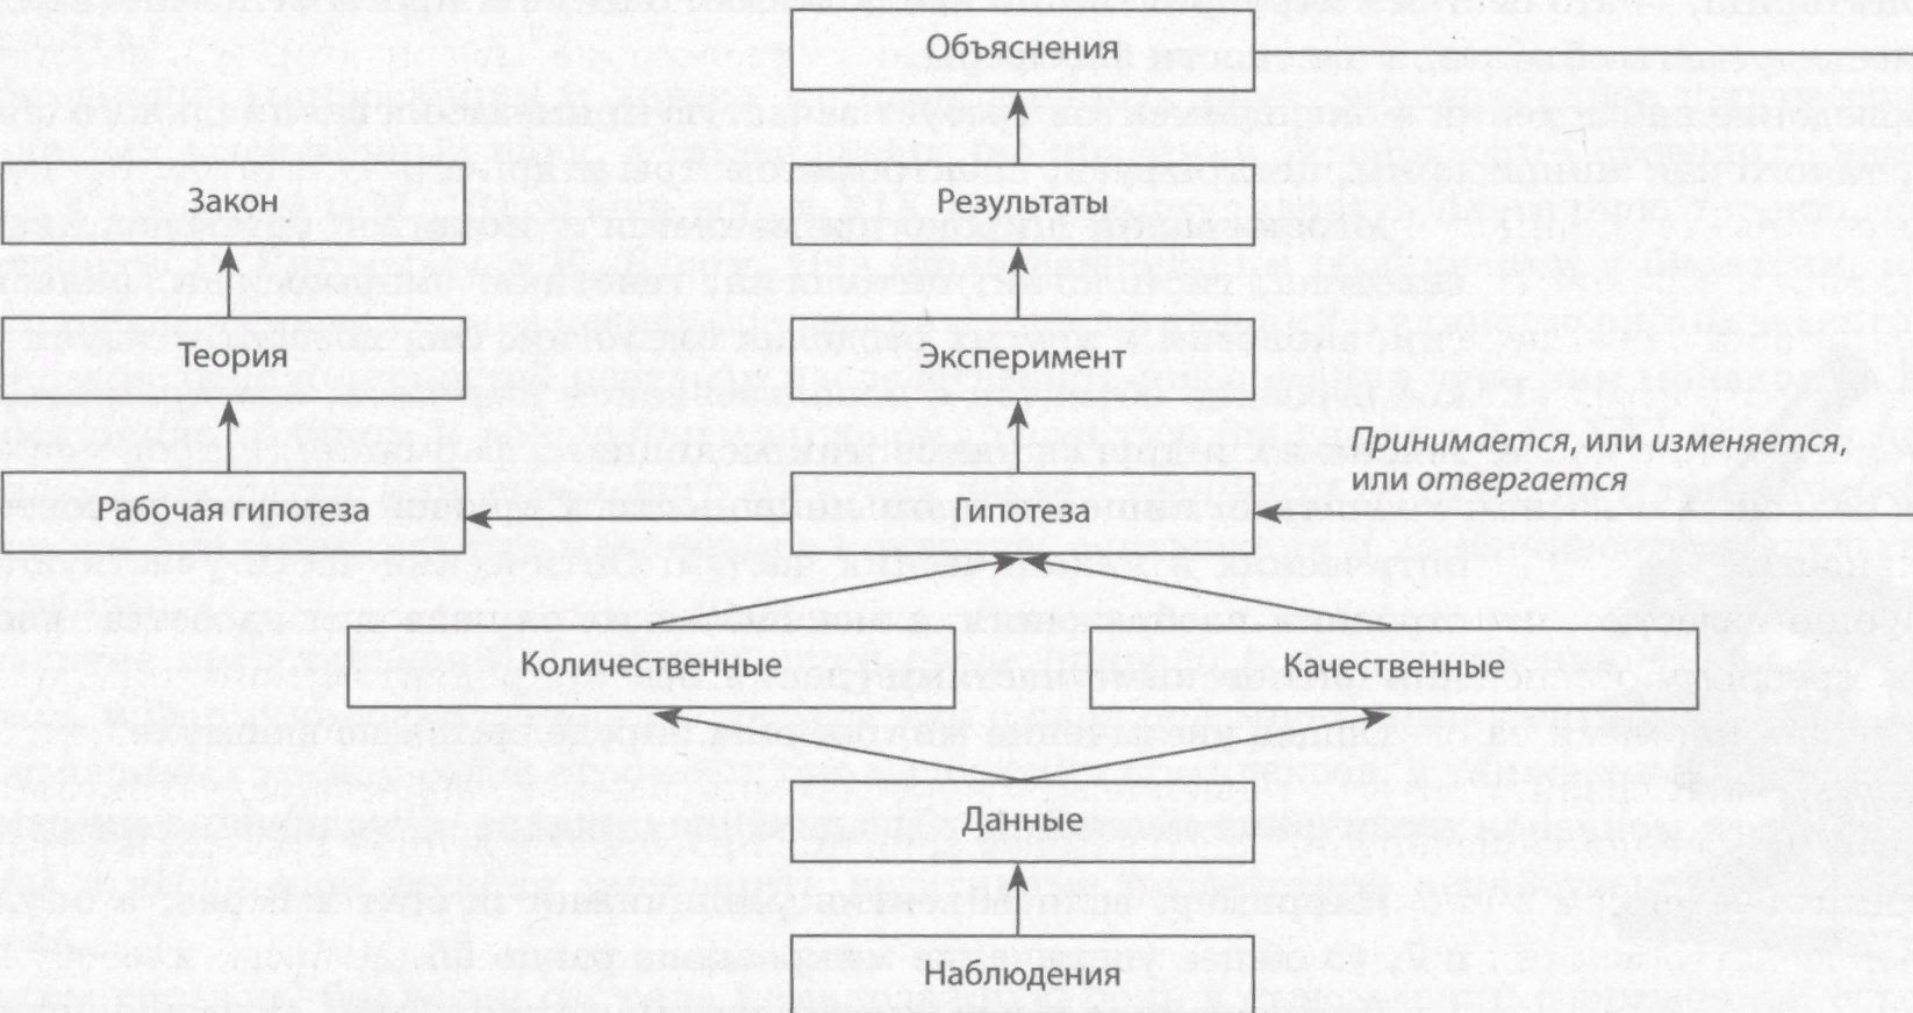 Объяснения
Закон
Результаты
Теория
Эксперимент
Принимается, или изменяется,
или отвергается
Рабочая гипотеза
Гипотеза
Количественные
Качественные
Данные
Наблюдения